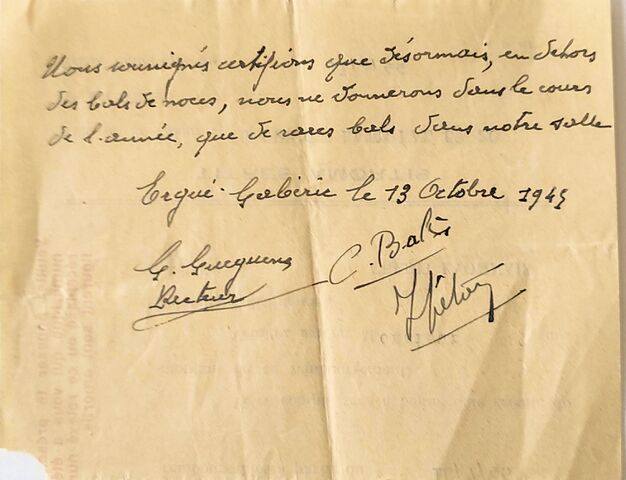 Nous soussignés certifions que désormais, en dehors
des bals de noces, nous ne donnerons dans le cours
de l'année, que de rares bals dans notre salle
Ergué-Gabéric le 13 Octobre 1945
G. Gueguen
Recteur
C. Balès